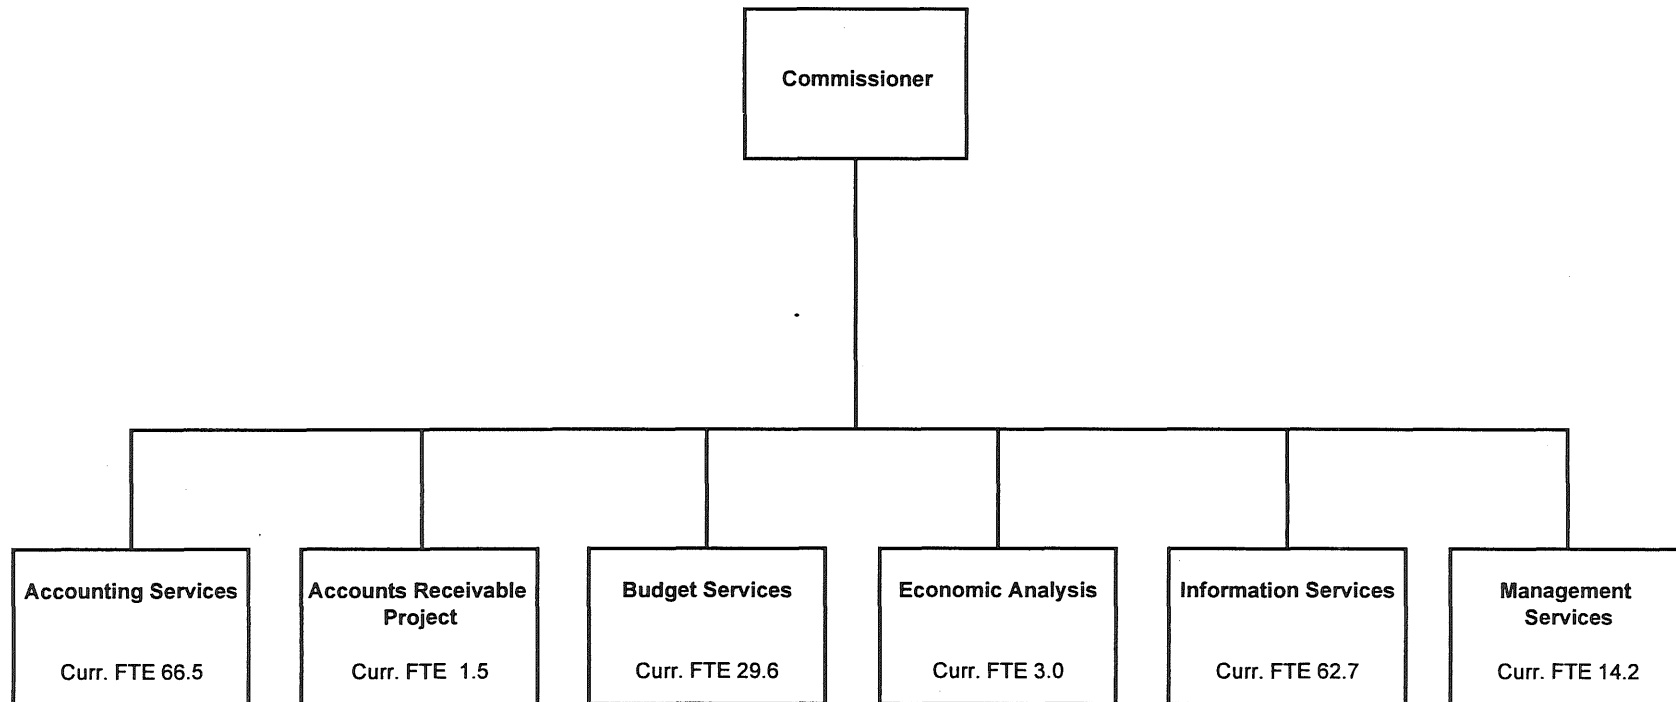 Commissioner
Accounting Services
Curr. FTE 66.5
Accounts Receivable
Project
Curr. FTE 1.5
Budget Services
Curr. FTE 29.6
Economic Analysis
Curr. FTE 3.0
Information Services
Curr. FTE 62.7
Management
Services
Curr. FTE 14.2